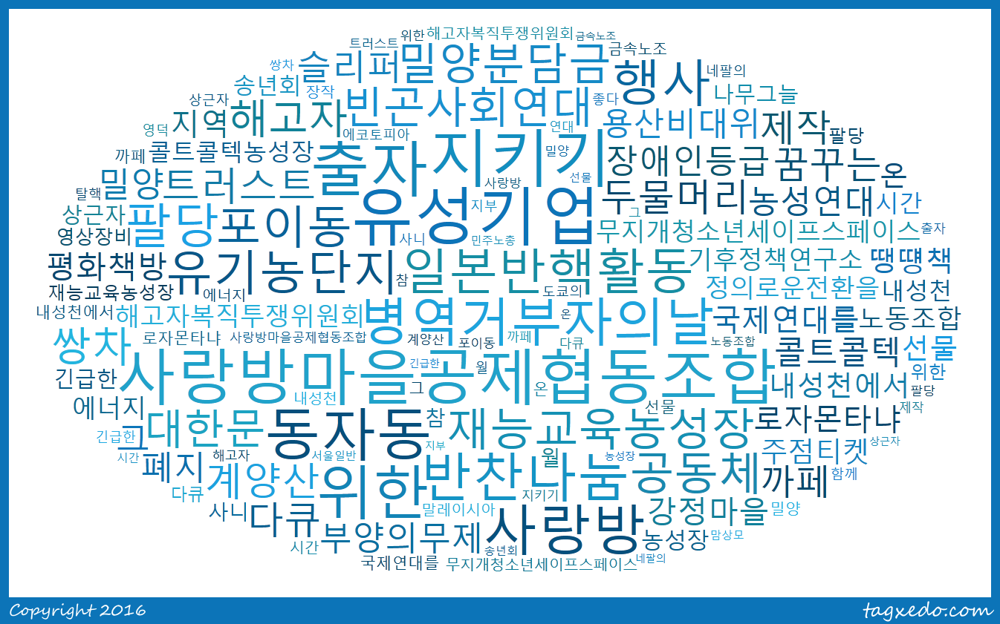 트러스트 위한 해고자복직투쟁위원회 금속노조
쌍차 슬리퍼 밀양분담금 금속노조
송년회 장작 행사 네팔의
상근자 지역 해고자 빈곤사회연대 좋다 나무그늘
영덕 에코토피아 연대 용산비대위 제작 팔당
까페 콜트콜텍농성장 출자 지키기 밀양 장애인등급 꿈꾸는 온
밀양트러스트 사랑방 선물
탈핵 두물머리 농성연대 시간
상근자 팔당 포이동 유성기업 지부 그
영상장비 사니 민주노총 무지개청소년세이프스페이스 출자
평화책방 유기농단지 일본반핵활동 기후정책연구소 땡땡책
재능교육농성장 에너지 참 도쿄의 정의로운전환을 내성천
내성천에서 해고자복직투쟁위원회 병역거부자의날 온 국제연대를 노동조합
쌍차 로자몬타냐 사랑방마을공제협동조합 계양산 포이동 까페 다큐 노동조합 콜트콜텍 선물
긴급한 사랑방마을공제협동조합 긴급한 월 위한
그 온 내성천에서 팔당
에너지 내성천 선물 제작
대한문 동자동 참 재능교육농성장 로자몬타냐
긴급한 그 주점티켓 상근자
시간 폐지 해고자 서울일반 지부 월 농성장
계양산 위한 반찬나눔 공동체 까페 함께
다큐 지키기
사니 다큐 말레이시아 사랑방 강정마을 밀양
부양의무제 농성장 맘상모
시간 송년회
국제연대를 무지개청소년세이프스페이스 네팔의
Copyright 2016 tagxedo.com